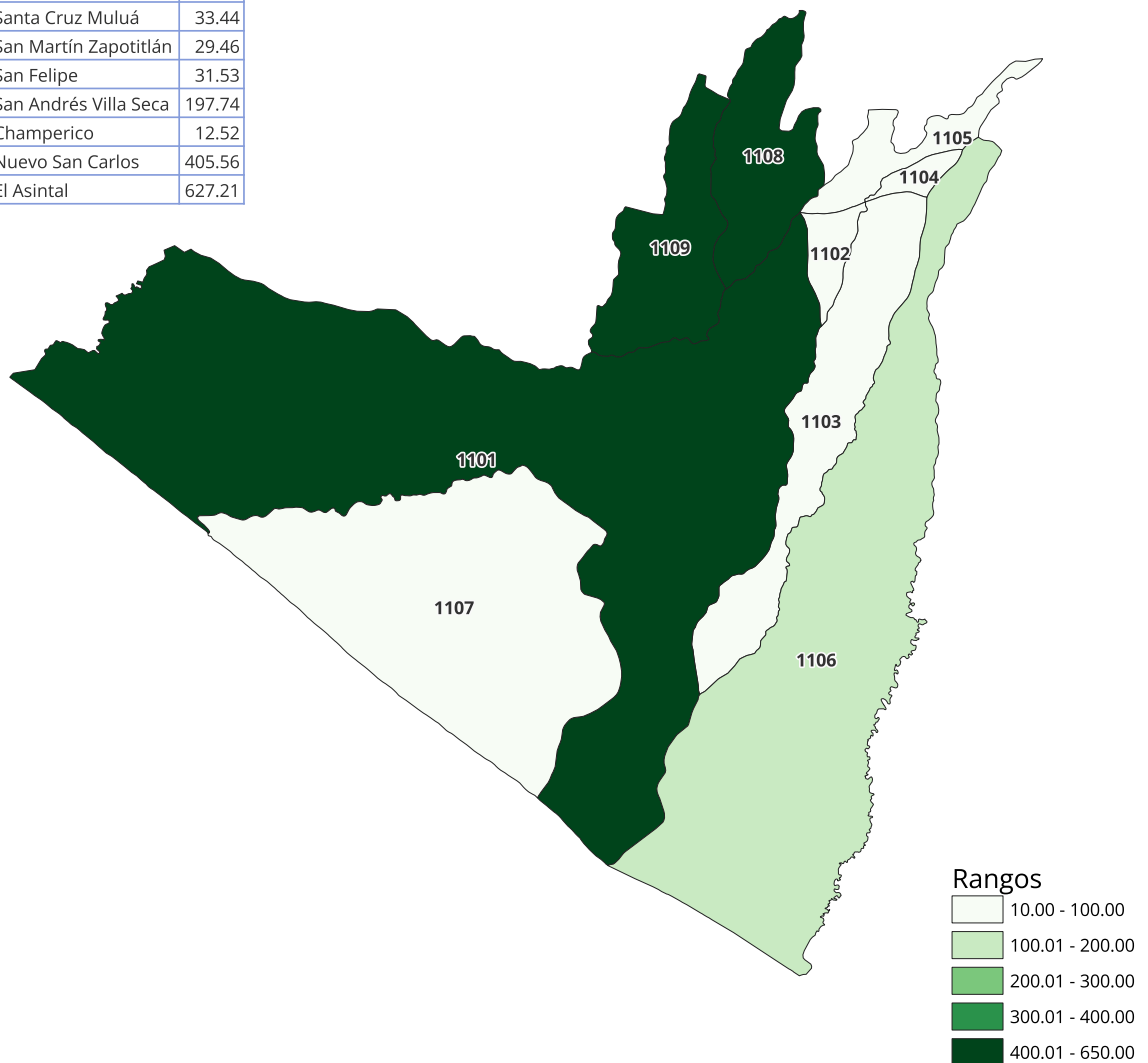 Santa Cruz Muluá 33.44
San Martín Zapotitlán 29.46
San Felipe 31.53
San Andrés Villa Seca 197.74
Champerico 12.52
Nuevo San Carlos 405.56
El Asintal 627.21
1105
1108
1104
1109
1102
1103
1101
1107
1106
Rangos
10.00 - 100.00
100.01 - 200.00
200.01 - 300.00
300.01 - 400.00
400.01 - 650.00